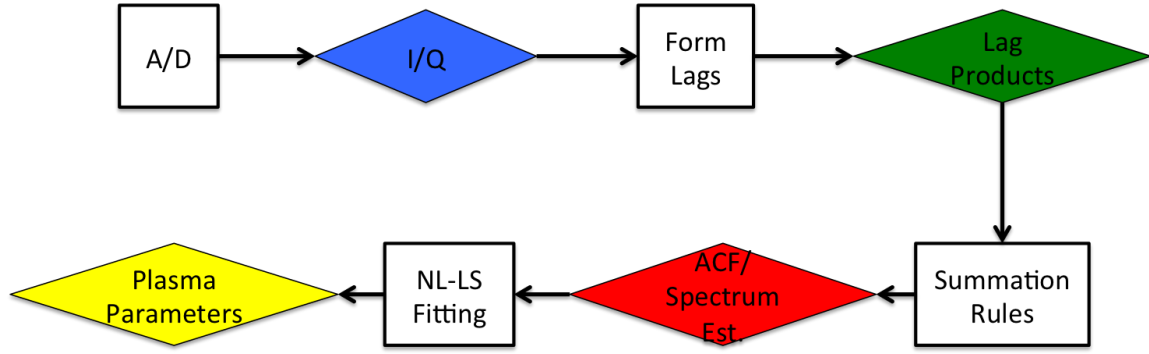 A/D
I/Q
Form
Lags
Lag
Products
Summation
Rules
ACF/
Spectrum
Est.
NL-LS
Fitting
Plasma
Parameters